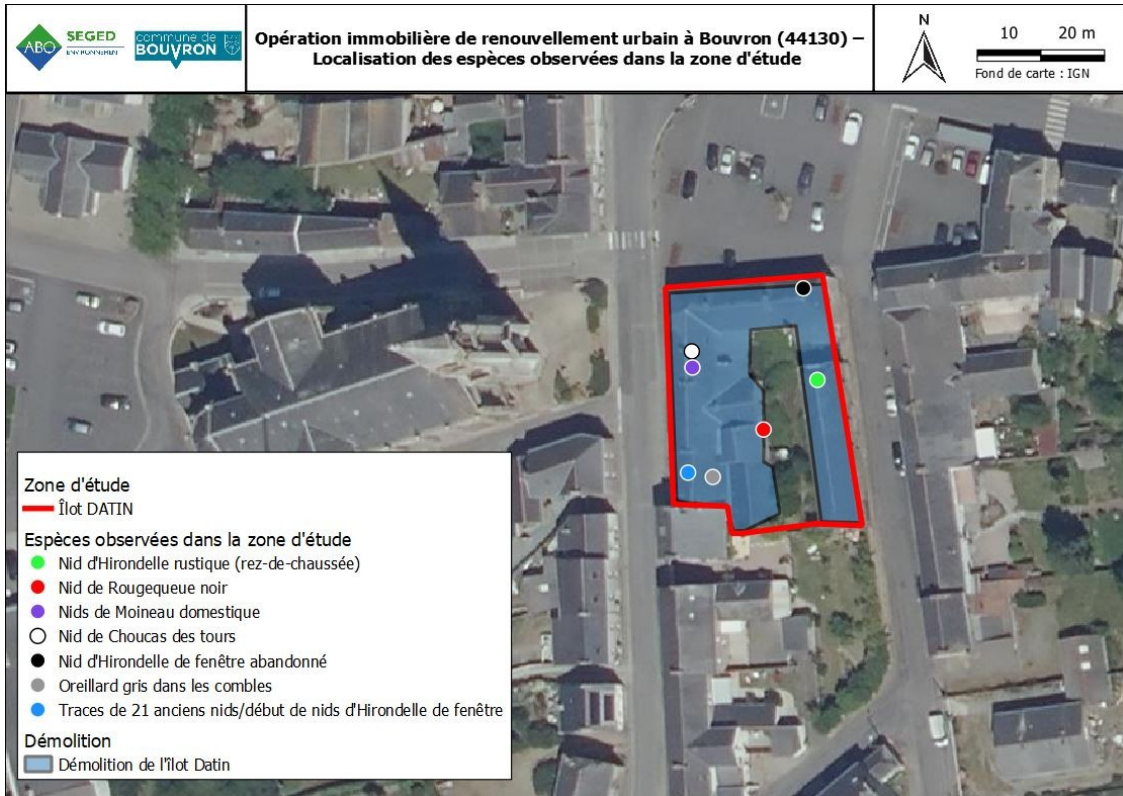 ABO
SEGED
ENVIRONNEMENT
commune de
BOUVRON
Opération immobilière de renouvellement urbain à Bouvron (44130) –
Localisation des espèces observées dans la zone d'étude
N
10 20 m
Fond de carte : IGN
Zone d'étude
Îlot DATIN
Espèces observées dans la zone d'étude
Nid d'Hirondelle rustique (rez-de-chaussée)
Nid de Rougequeue noir
Nids de Moineau domestique
Nid de Choucas des tours
Nid d'Hirondelle de fenêtre abandonné
Oreillard gris dans les combles
Traces de 21 anciens nids/début de nids d'Hirondelle de fenêtre
Démolition
Démolition de l'îlot Datin